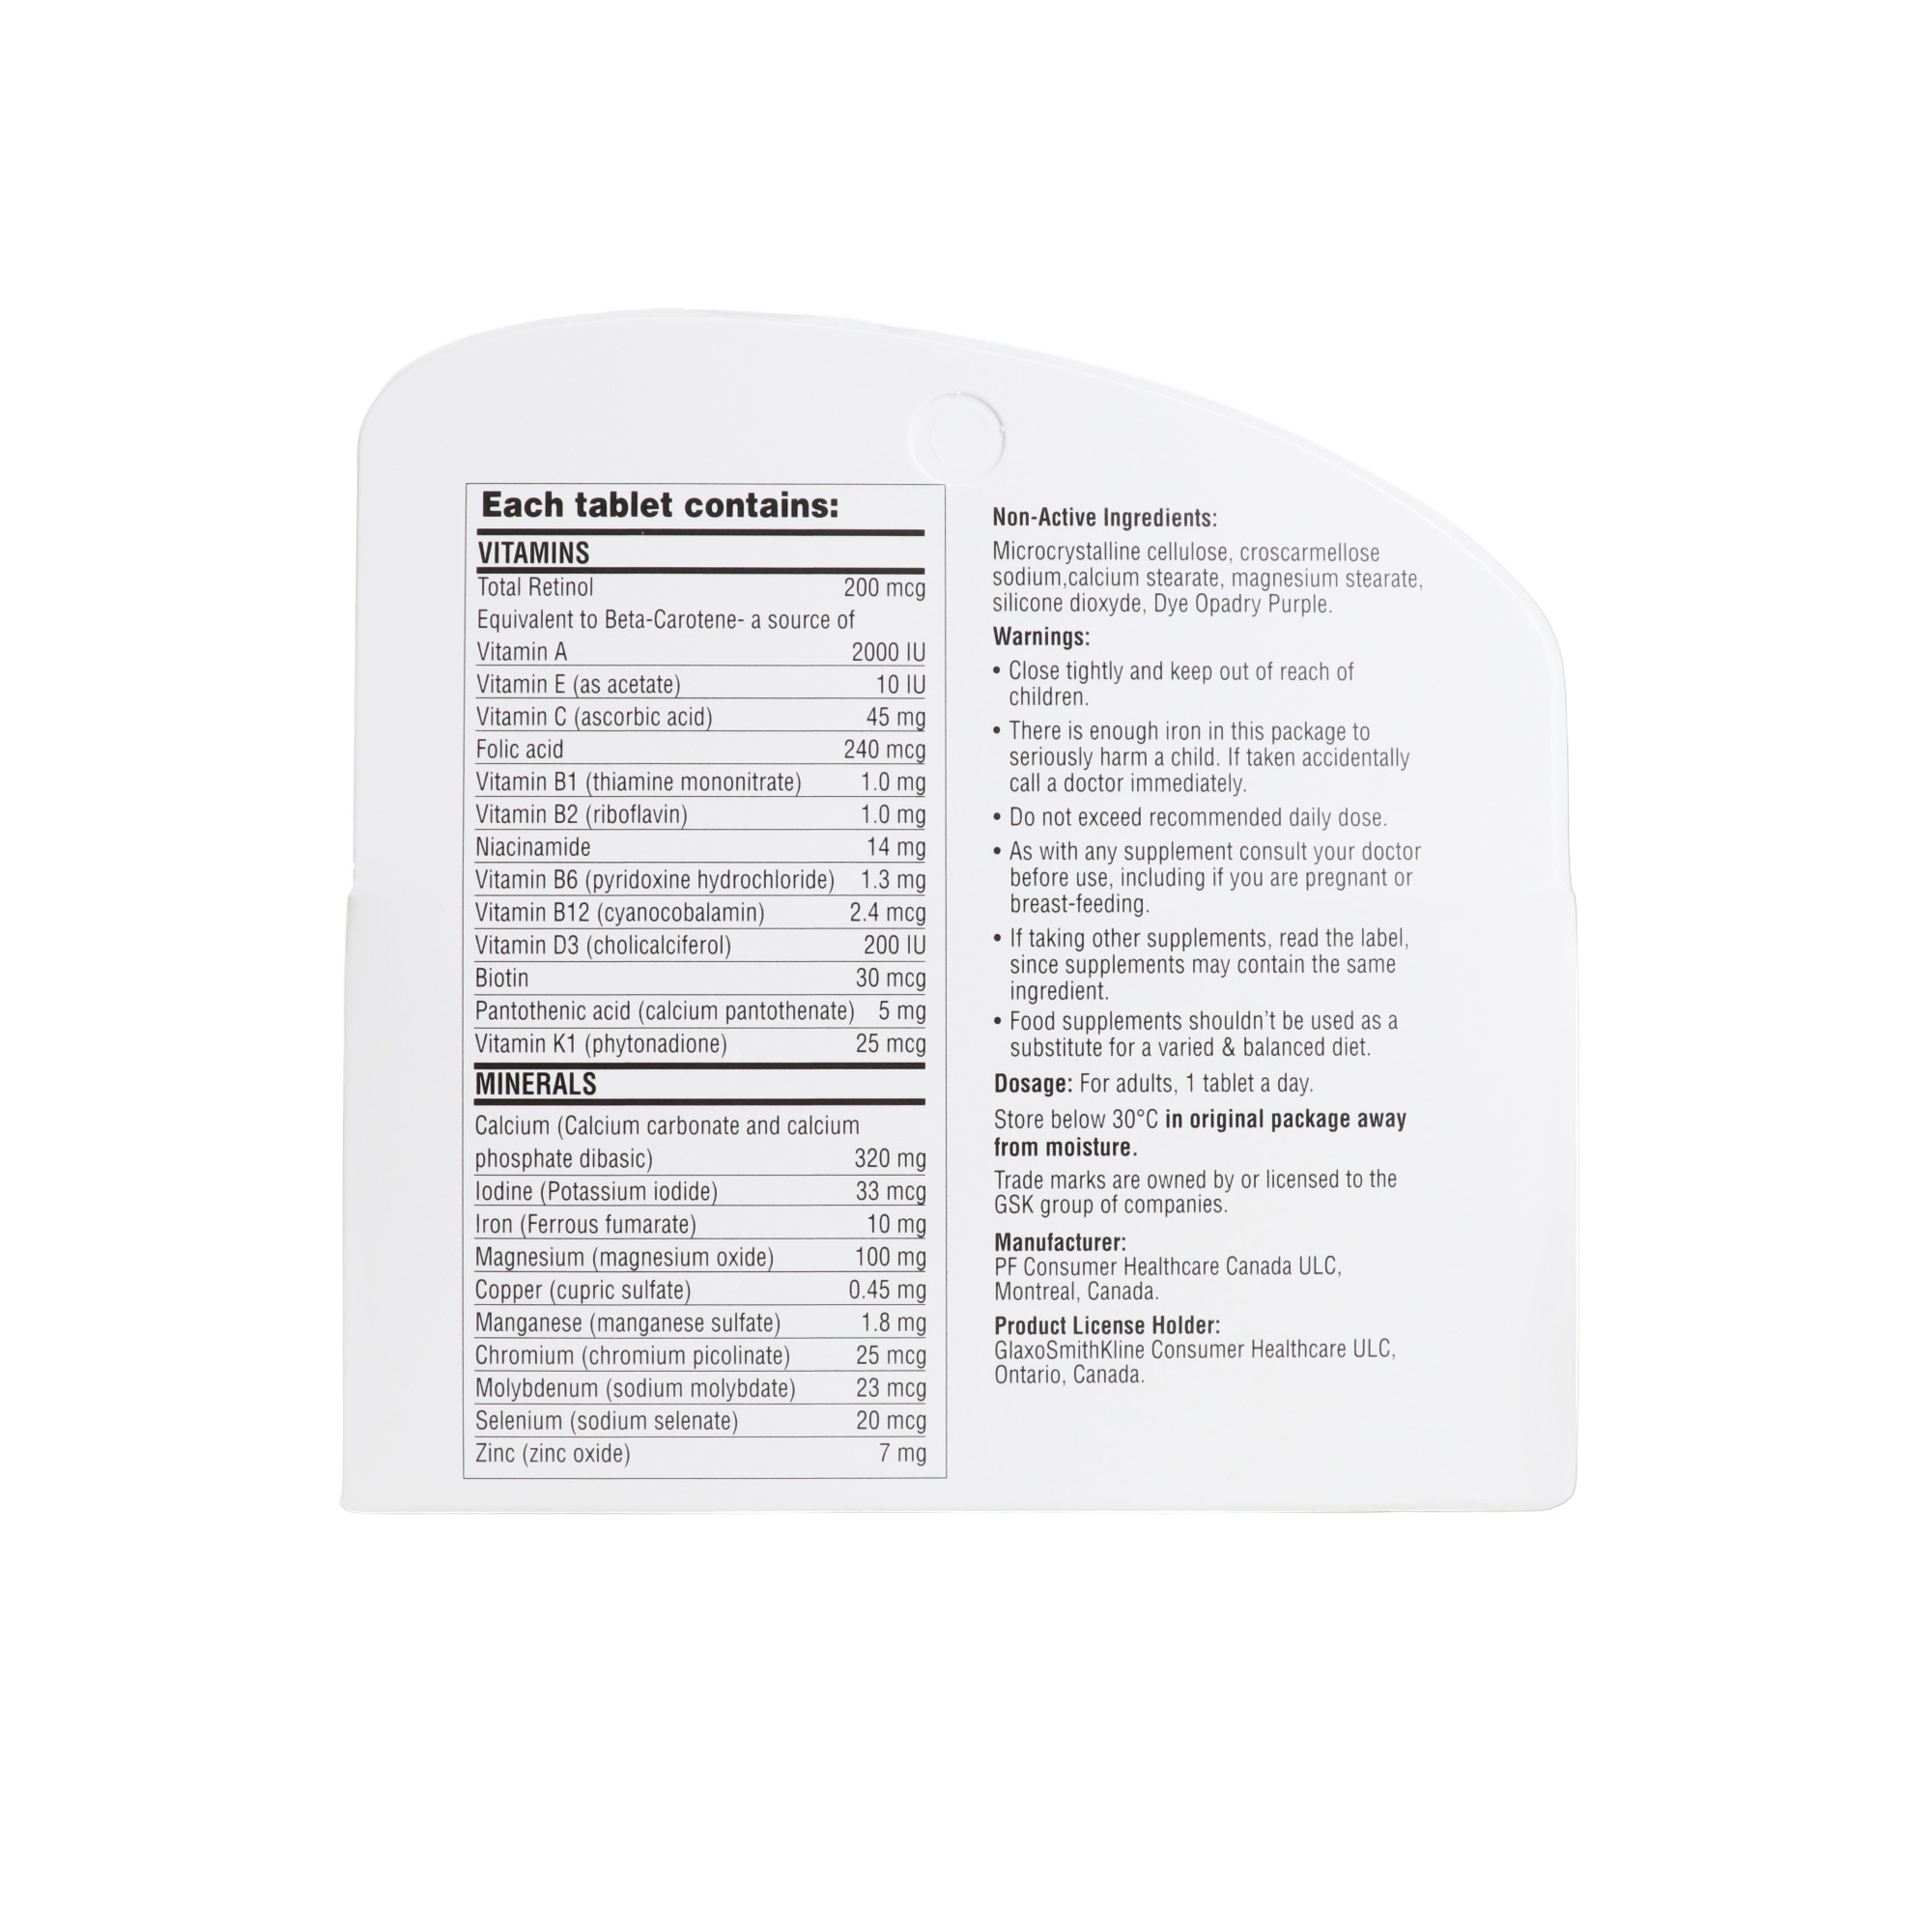 Each tablet contains:
VITAMINS
Total Retinol 200 mcg
Equivalent to Beta-Carotene- a source of
Vitamin A 2000 IU
Vitamin E (as acetate) 10 IU
Vitamin C (ascorbic acid) 45 mg
Folic acid 240 mcg
Vitamin B1 (thiamine mononitrate) 1.0 mg
Vitamin B2 (riboflavin) 1.0 mg
Niacinamide 14 mg
Vitamin B6 (pyridoxine hydrochloride) 1.3 mg
Vitamin B12 (cyanocobalamin) 2.4 mcg
Vitamin D3 (cholicalciferol) 200 IU
Biotin 30 mcg
Pantothenic acid (calcium pantothenate) 5 mg
Vitamin K1 (phytonadione) 25 mcg
MINERALS
Calcium (Calcium carbonate and calcium
phosphate dibasic) 320 mg
Iodine (Potassium iodide) 33 mcg
Iron (Ferrous fumarate) 10 mg
Magnesium (magnesium oxide) 100 mg
Copper (cupric sulfate) 0.45 mg
Manganese (manganese sulfate) 1.8 mg
Chromium (chromium picolinate) 25 mcg
Molybdenum (sodium molybdate) 23 mcg
Selenium (sodium selenate) 20 mcg
Zinc (zinc oxide) 7 mg
Non-Active Ingredients:
Microcrystalline cellulose, croscarmellose
sodium,calcium stearate, magnesium stearate,
silicone dioxyde, Dye Opadry Purple.
Warnings:
• Close tightly and keep out of reach of
children.
• There is enough iron in this package to
seriously harm a child. If taken accidentally
call a doctor immediately.
• Do not exceed recommended daily dose.
• As with any supplement consult your doctor
before use, including if you are pregnant or
breast-feeding.
• If taking other supplements, read the label,
since supplements may contain the same
ingredient.
• Food supplements shouldn't be used as a
substitute for a varied & balanced diet.
Dosage: For adults, 1 tablet a day.
Store below 30°C in original package away
from moisture.
Trade marks are owned by or licensed to the
GSK group of companies.
Manufacturer:
PF Consumer Healthcare Canada ULC,
Montreal, Canada.
Product License Holder:
GlaxoSmithKline Consumer Healthcare ULC,
Ontario, Canada.